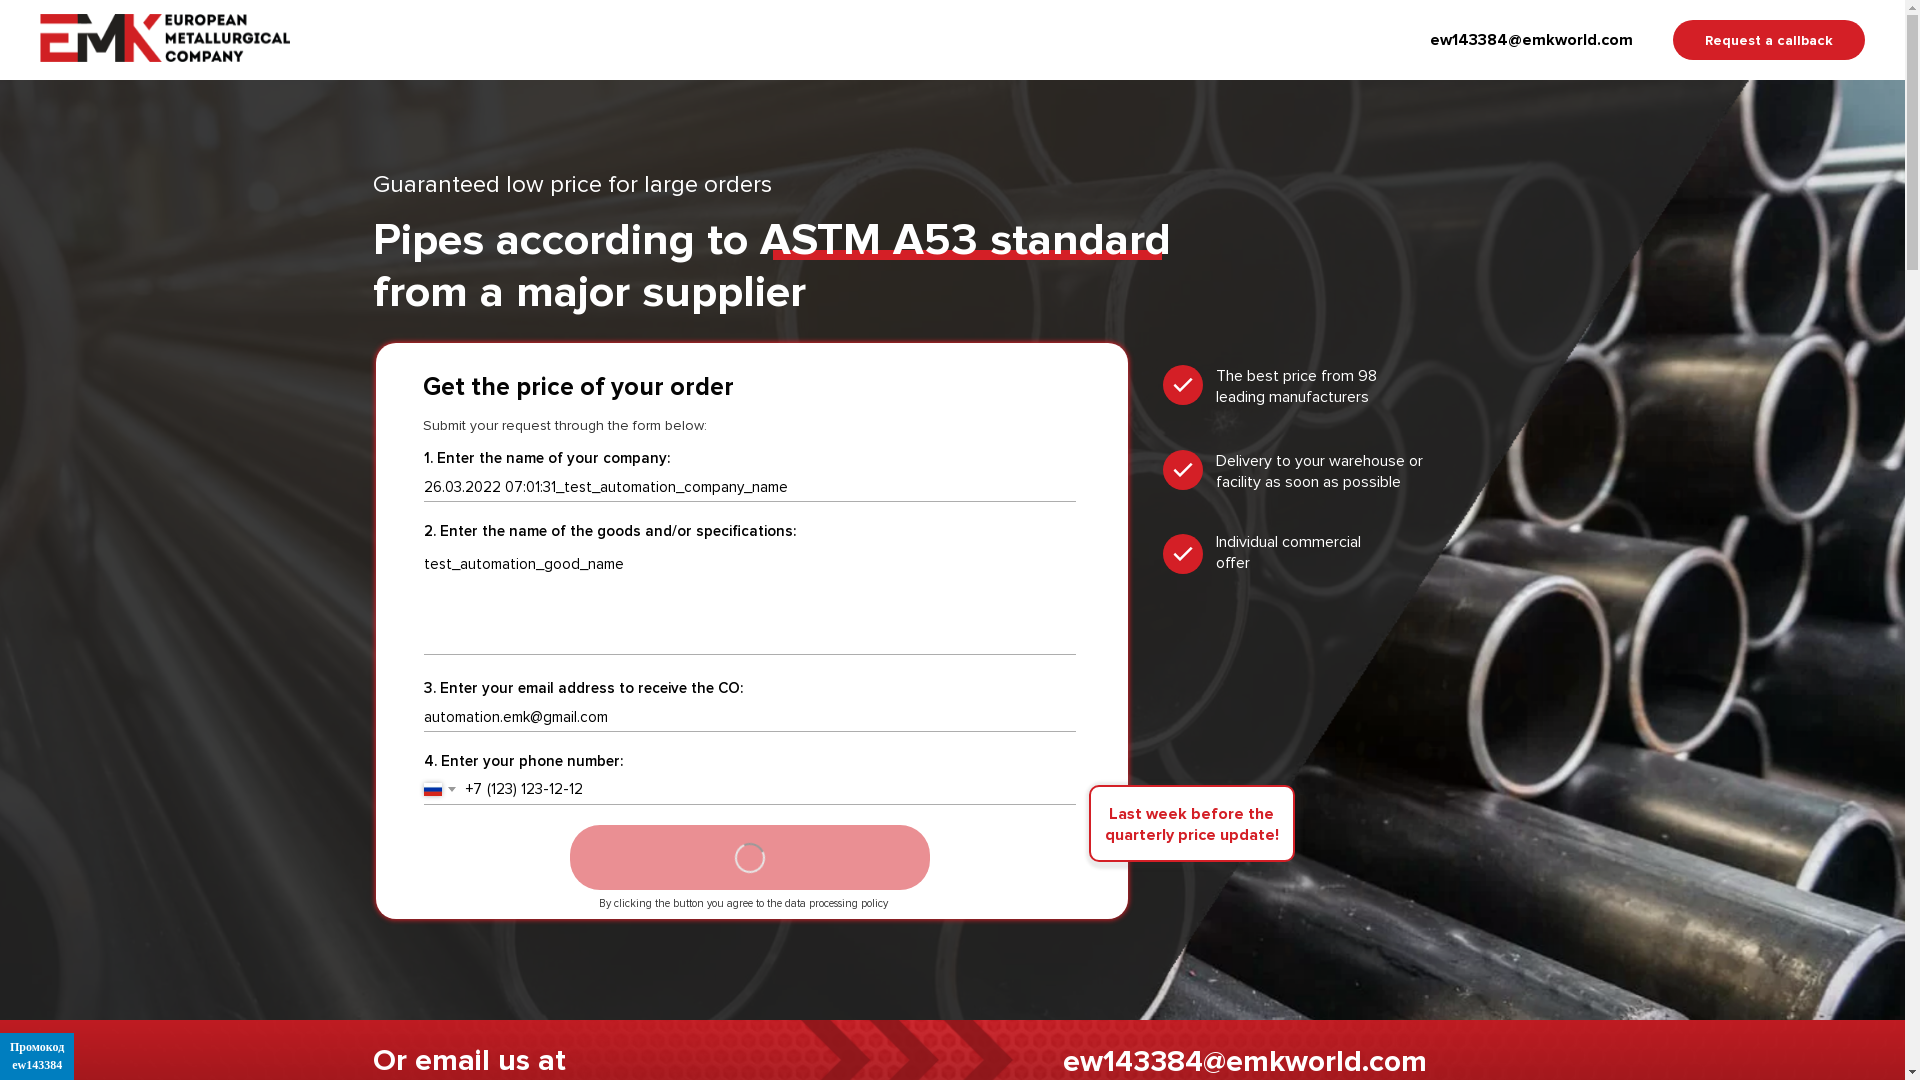 EMK EUROPEAN
METALLURGICAL
COMPANY
ew143384@emkworld.com
Request a callback
Guaranteed low price for large orders
Pipes according to ASTM A53 standard
from a major supplier
Get the price of your order
Submit your request through the form below:
1. Enter the name of your company:
26.03.2022 07:01:31_test_automation_company_name
2. Enter the name of the goods and/or specifications:
test_automation_good_name
3. Enter your email address to receive the CO:
automation.emk@gmail.com
4. Enter your phone number:
+7 (123) 123-12-12
By clicking the button you agree to the data processing policy
The best price from 98
leading manufacturers
Delivery to your warehouse or
facility as soon as possible
Individual commercial
offer
Last week before the
quarterly price update!
Or email us at
ew143384@emkworld.com
Промокод
ew143384